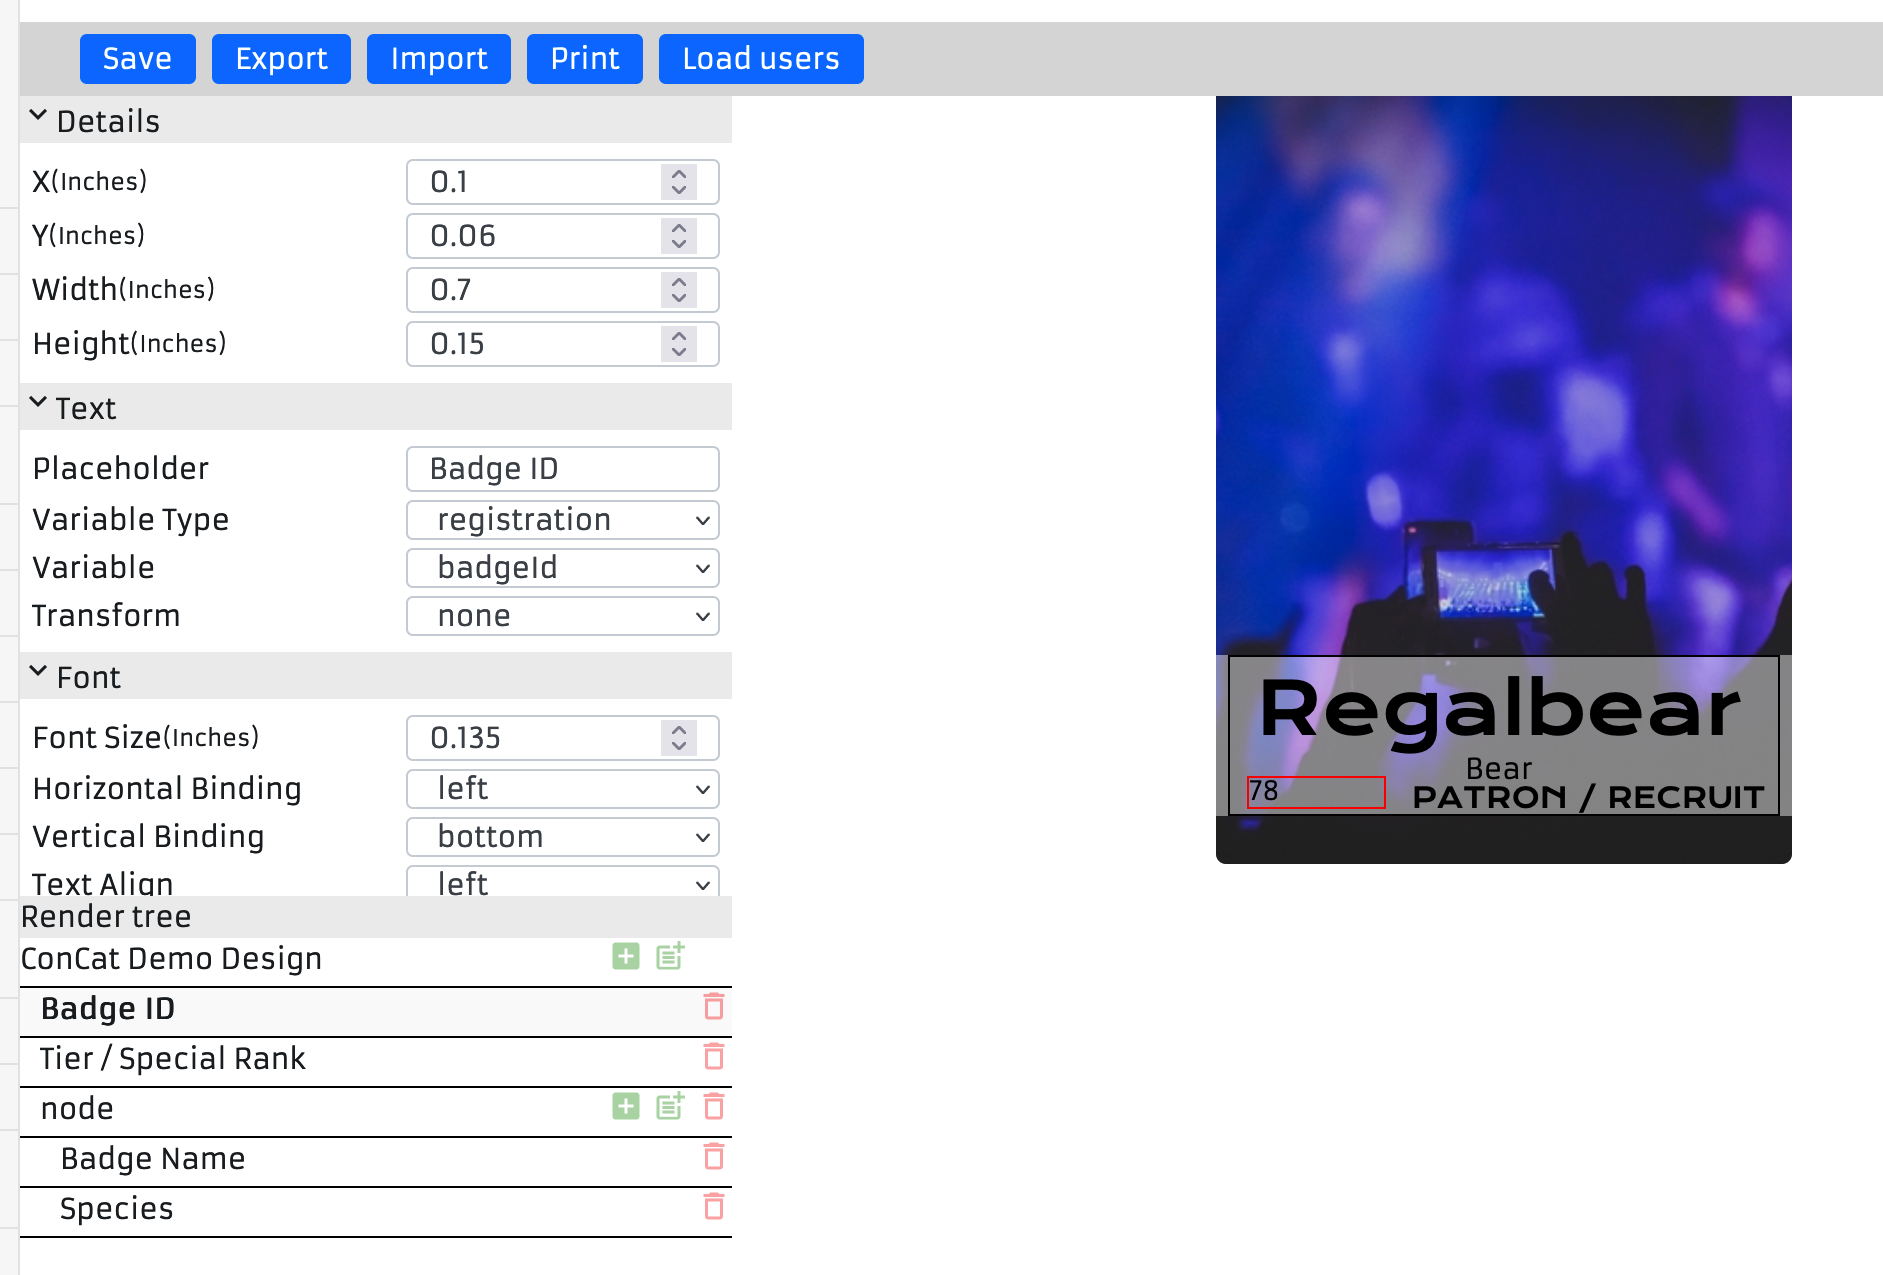 Save Export Import Print Load users
Details
X(Inches) 0.1
Y(Inches) 0.06
Width(Inches) 0.7
Height(Inches) 0.15
Text
Placeholder Badge ID
Variable Type registration
Variable badgeId
Transform none
Font
Font Size(Inches) 0.135
Horizontal Binding left
Vertical Binding bottom
Text Align left
Render tree
ConCat Demo Design
Badge ID
Tier / Special Rank
node
Badge Name
Species
Regalbear
Bear
78
PATRON / RECRUIT